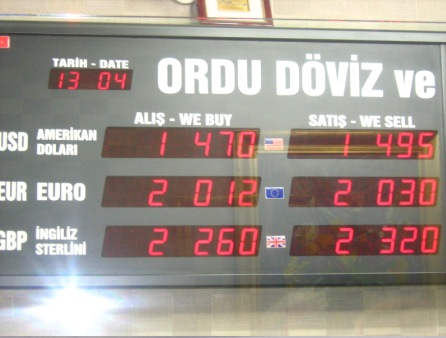 TARİH - DATE
13 04
ORDU DÖVİZ ve
ALIŞ - WE BUY SATIŞ - WE SELL
USD AMERİKAN DOLARI 1 470 1 495
EUR EURO 2 012 2 030
GBP İNGİLİZ STERLİNİ 2 260 2 320